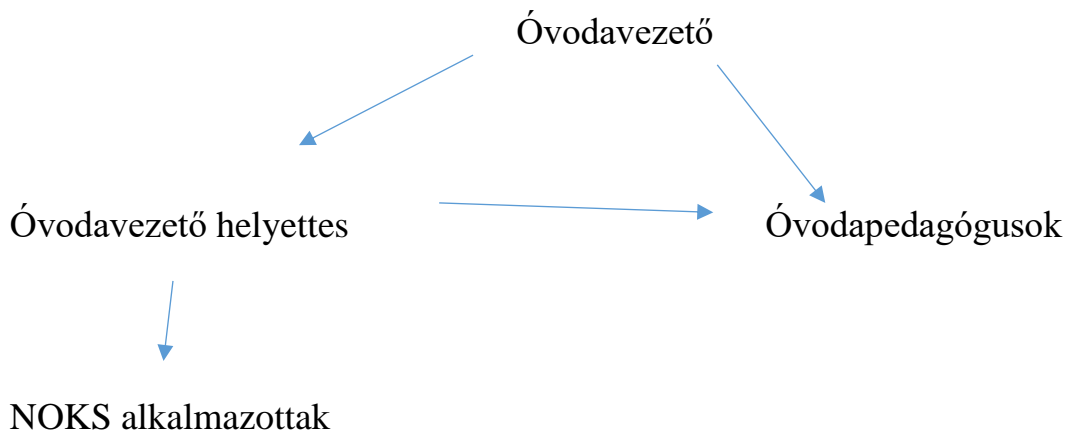 Óvodavezető
Óvodavezető helyettes
Óvodapedagógusok
NOKS alkalmazottak